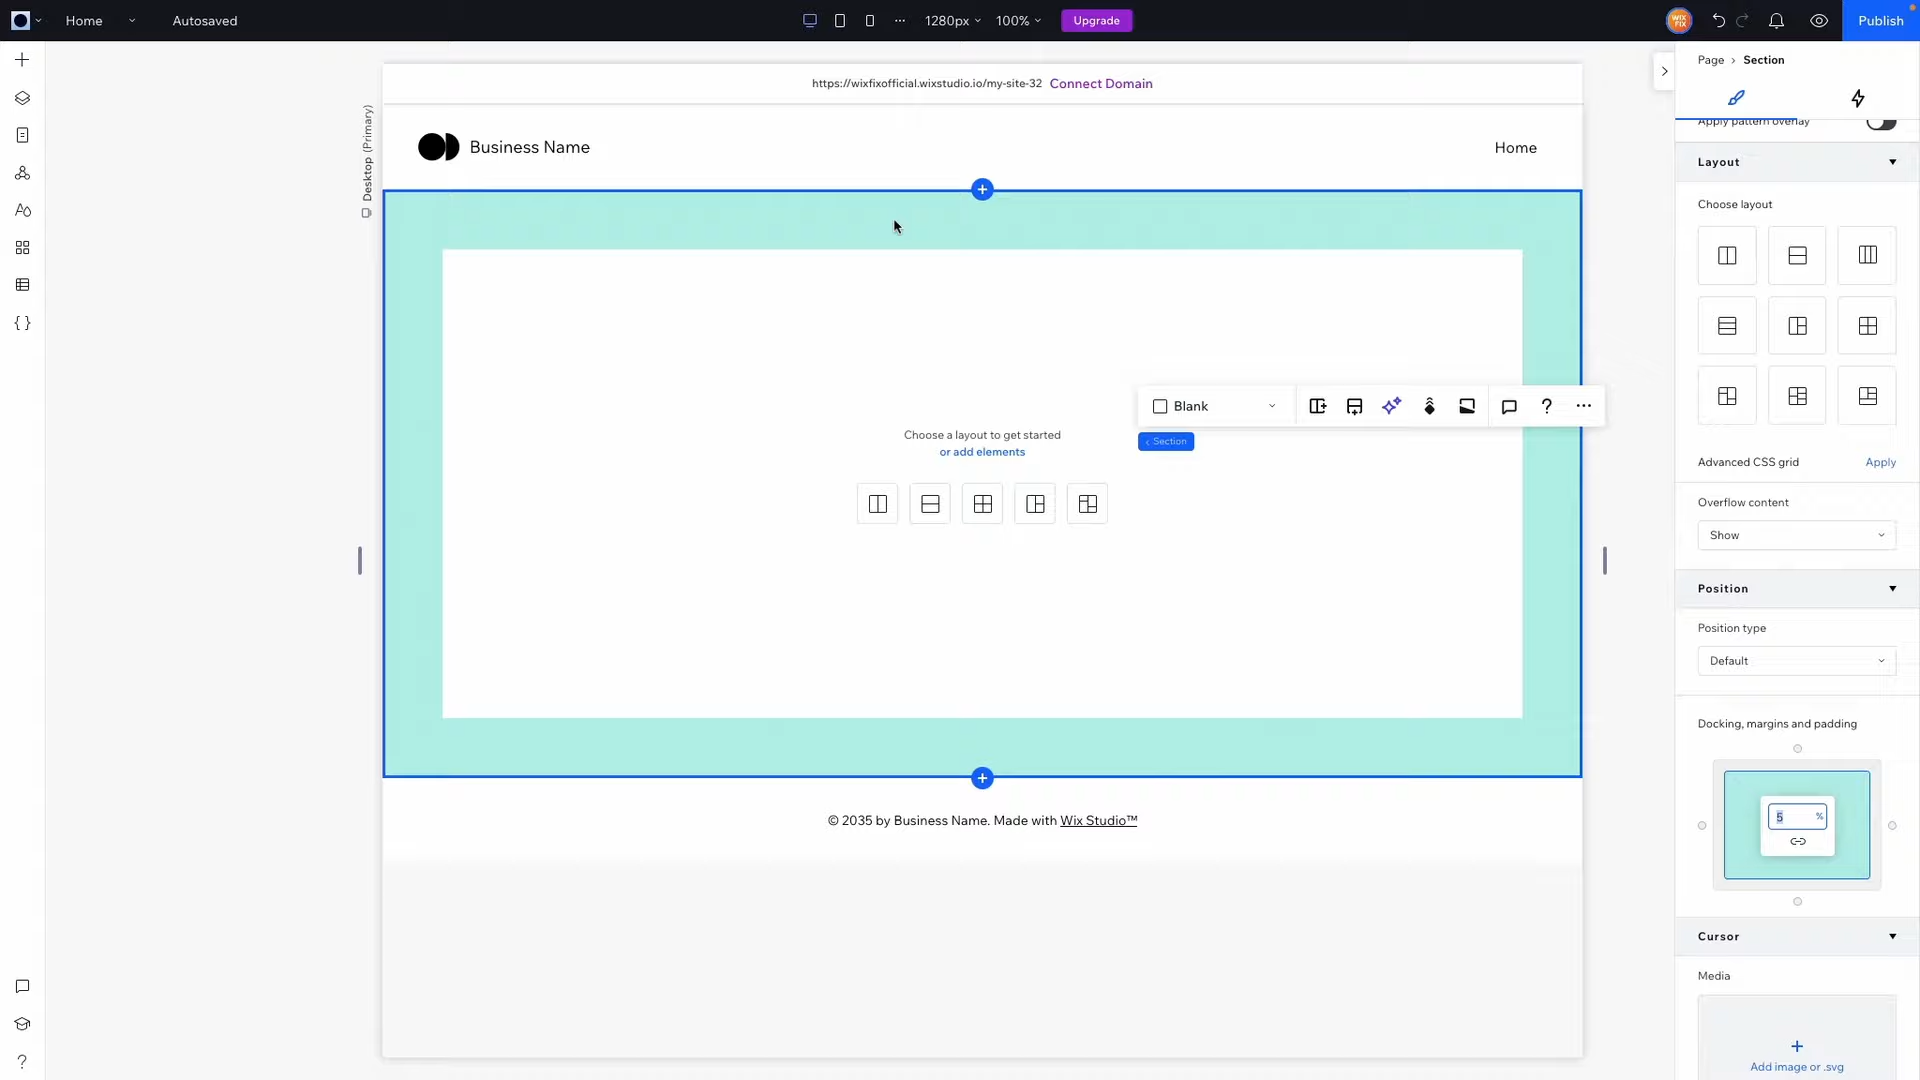 Home
Autosaved
1280px
100%
Upgrade
WIX
FIX
Publish
https://wixfixofficial.wixstudio.io/my-site-32 Connect Domain
Page › Section
Apply pattern overlay
Desktop (Primary)
Business Name
Home
Layout
Choose layout
Blank
‹ Section
Choose a layout to get started
or add elements
Advanced CSS grid
Apply
Overflow content
Show
Position
Position type
Default
Docking, margins and padding
5 %
© 2035 by Business Name. Made with Wix Studio™
Cursor
Media
Add image or .svg